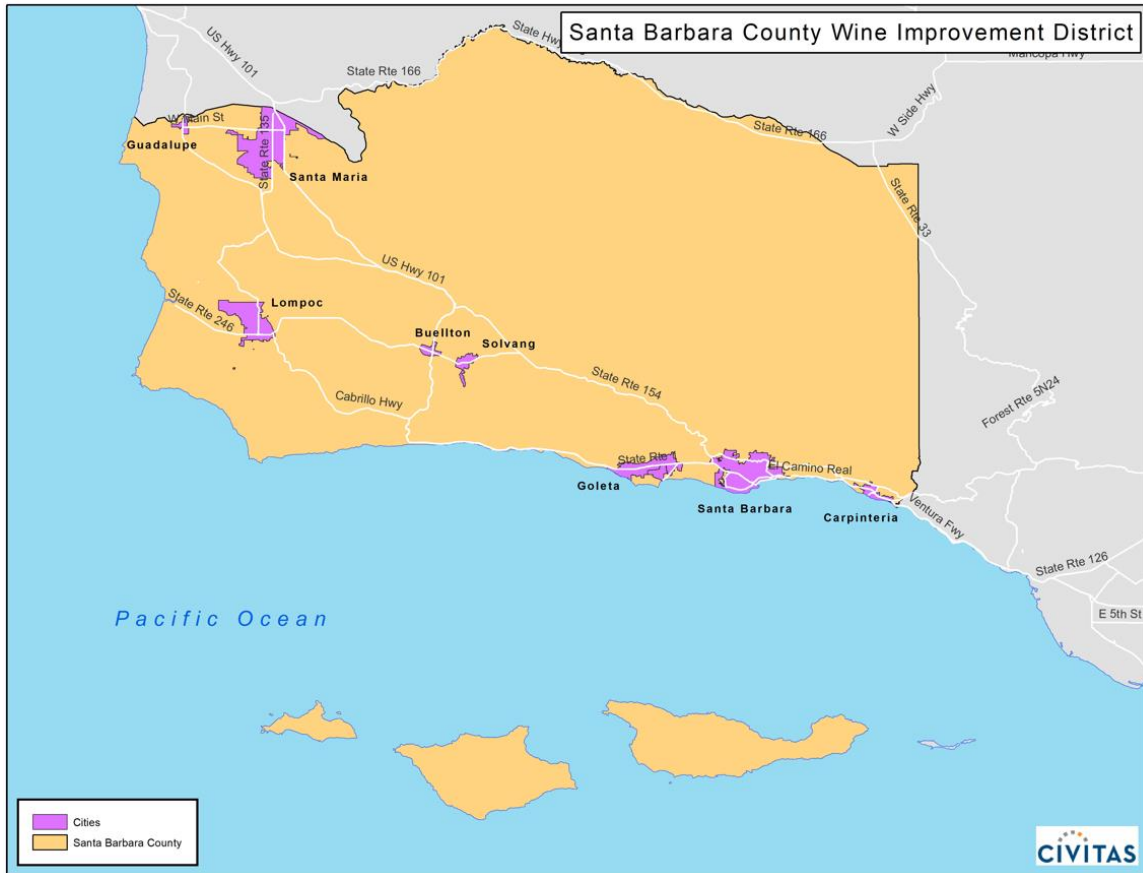 Santa Barbara County Wine Improvement District
US Hwy 101
State Rte 166
State Hwy
Maricopa Hwy
W Side Hwy
State Rte 166
W Main St
State Rte 135
Guadalupe
Santa Maria
State Rte 33
US Hwy 101
Lompoc
State Rte 246
Buellton
Solvang
State Rte 154
Cabrillo Hwy
Forest Rte 5N24
State Rte
El Camino Real
Goleta
Santa Barbara
Carpinteria
Ventura Fwy
State Rte 126
E 5th St
Pacific Ocean
Cities
Santa Barbara County
CIVITAS